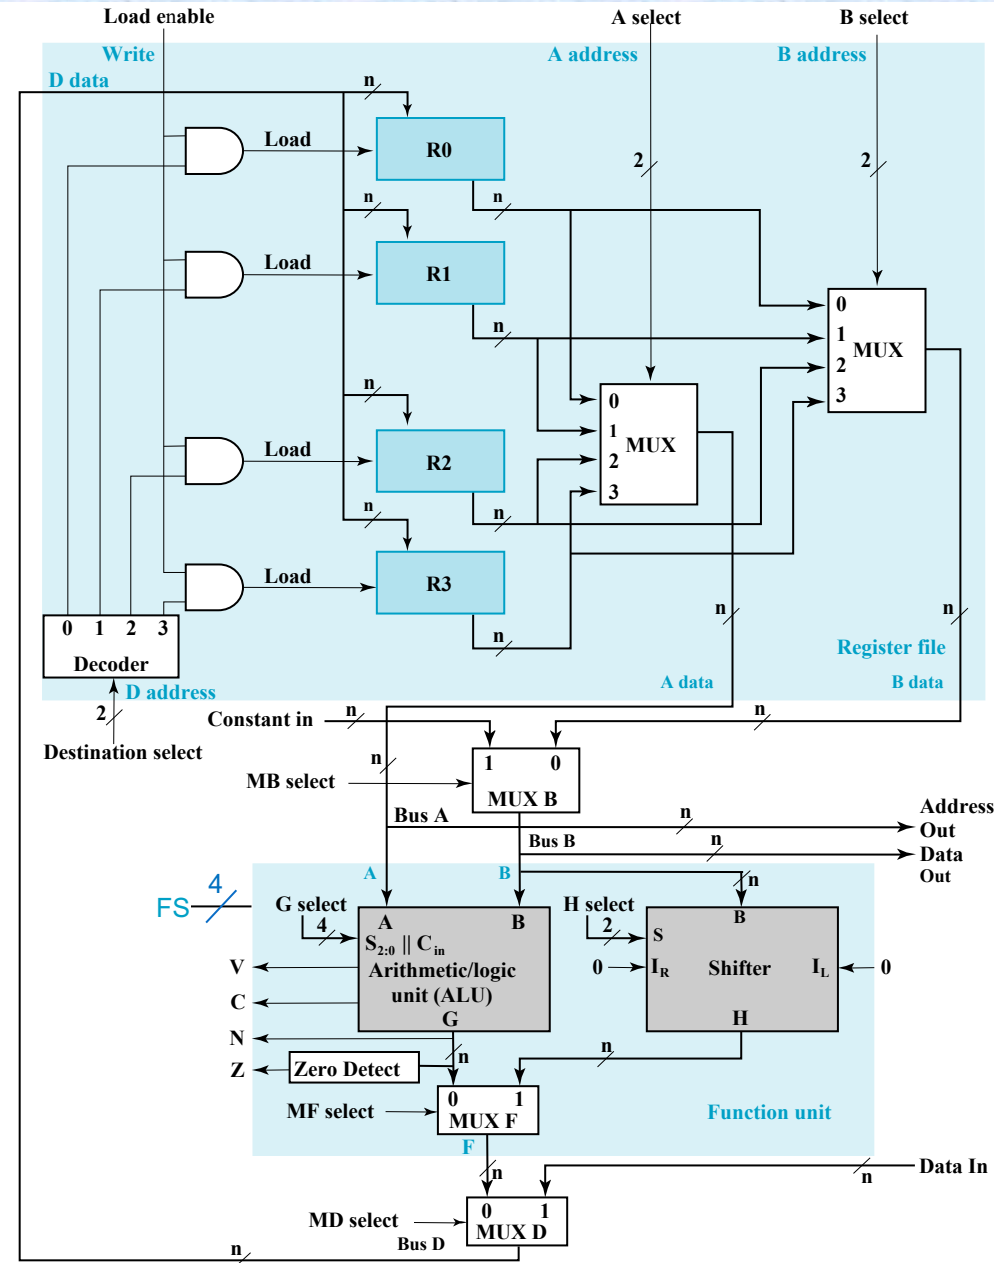 Load enable
A select
B select
Write
A address
B address
D data
n
Load
R0
2
2
n
n
Load
R1
0
n
1
MUX
2
n
3
0
1
Load
R2
MUX
2
3
n
n
Load
R3
n
n
n
0 1 2 3
Register file
Decoder
A data
B data
D address
2
Constant in
n
n
Destination select
n
1 0
MB select
MUX B
Bus A
n
Address
Out
Bus B
n
Data
Out
A
B
n
4
FS
G select
H select
4
A
B
2
B
S2:0 || Cin
S
V
Arithmetic/logic
unit (ALU)
0
IR
Shifter
IL
0
C
G
H
N
n
n
Z
Zero Detect
0 1
MF select
MUX F
Function unit
F
n
n
Data In
0 1
MD select
MUX D
Bus D
n